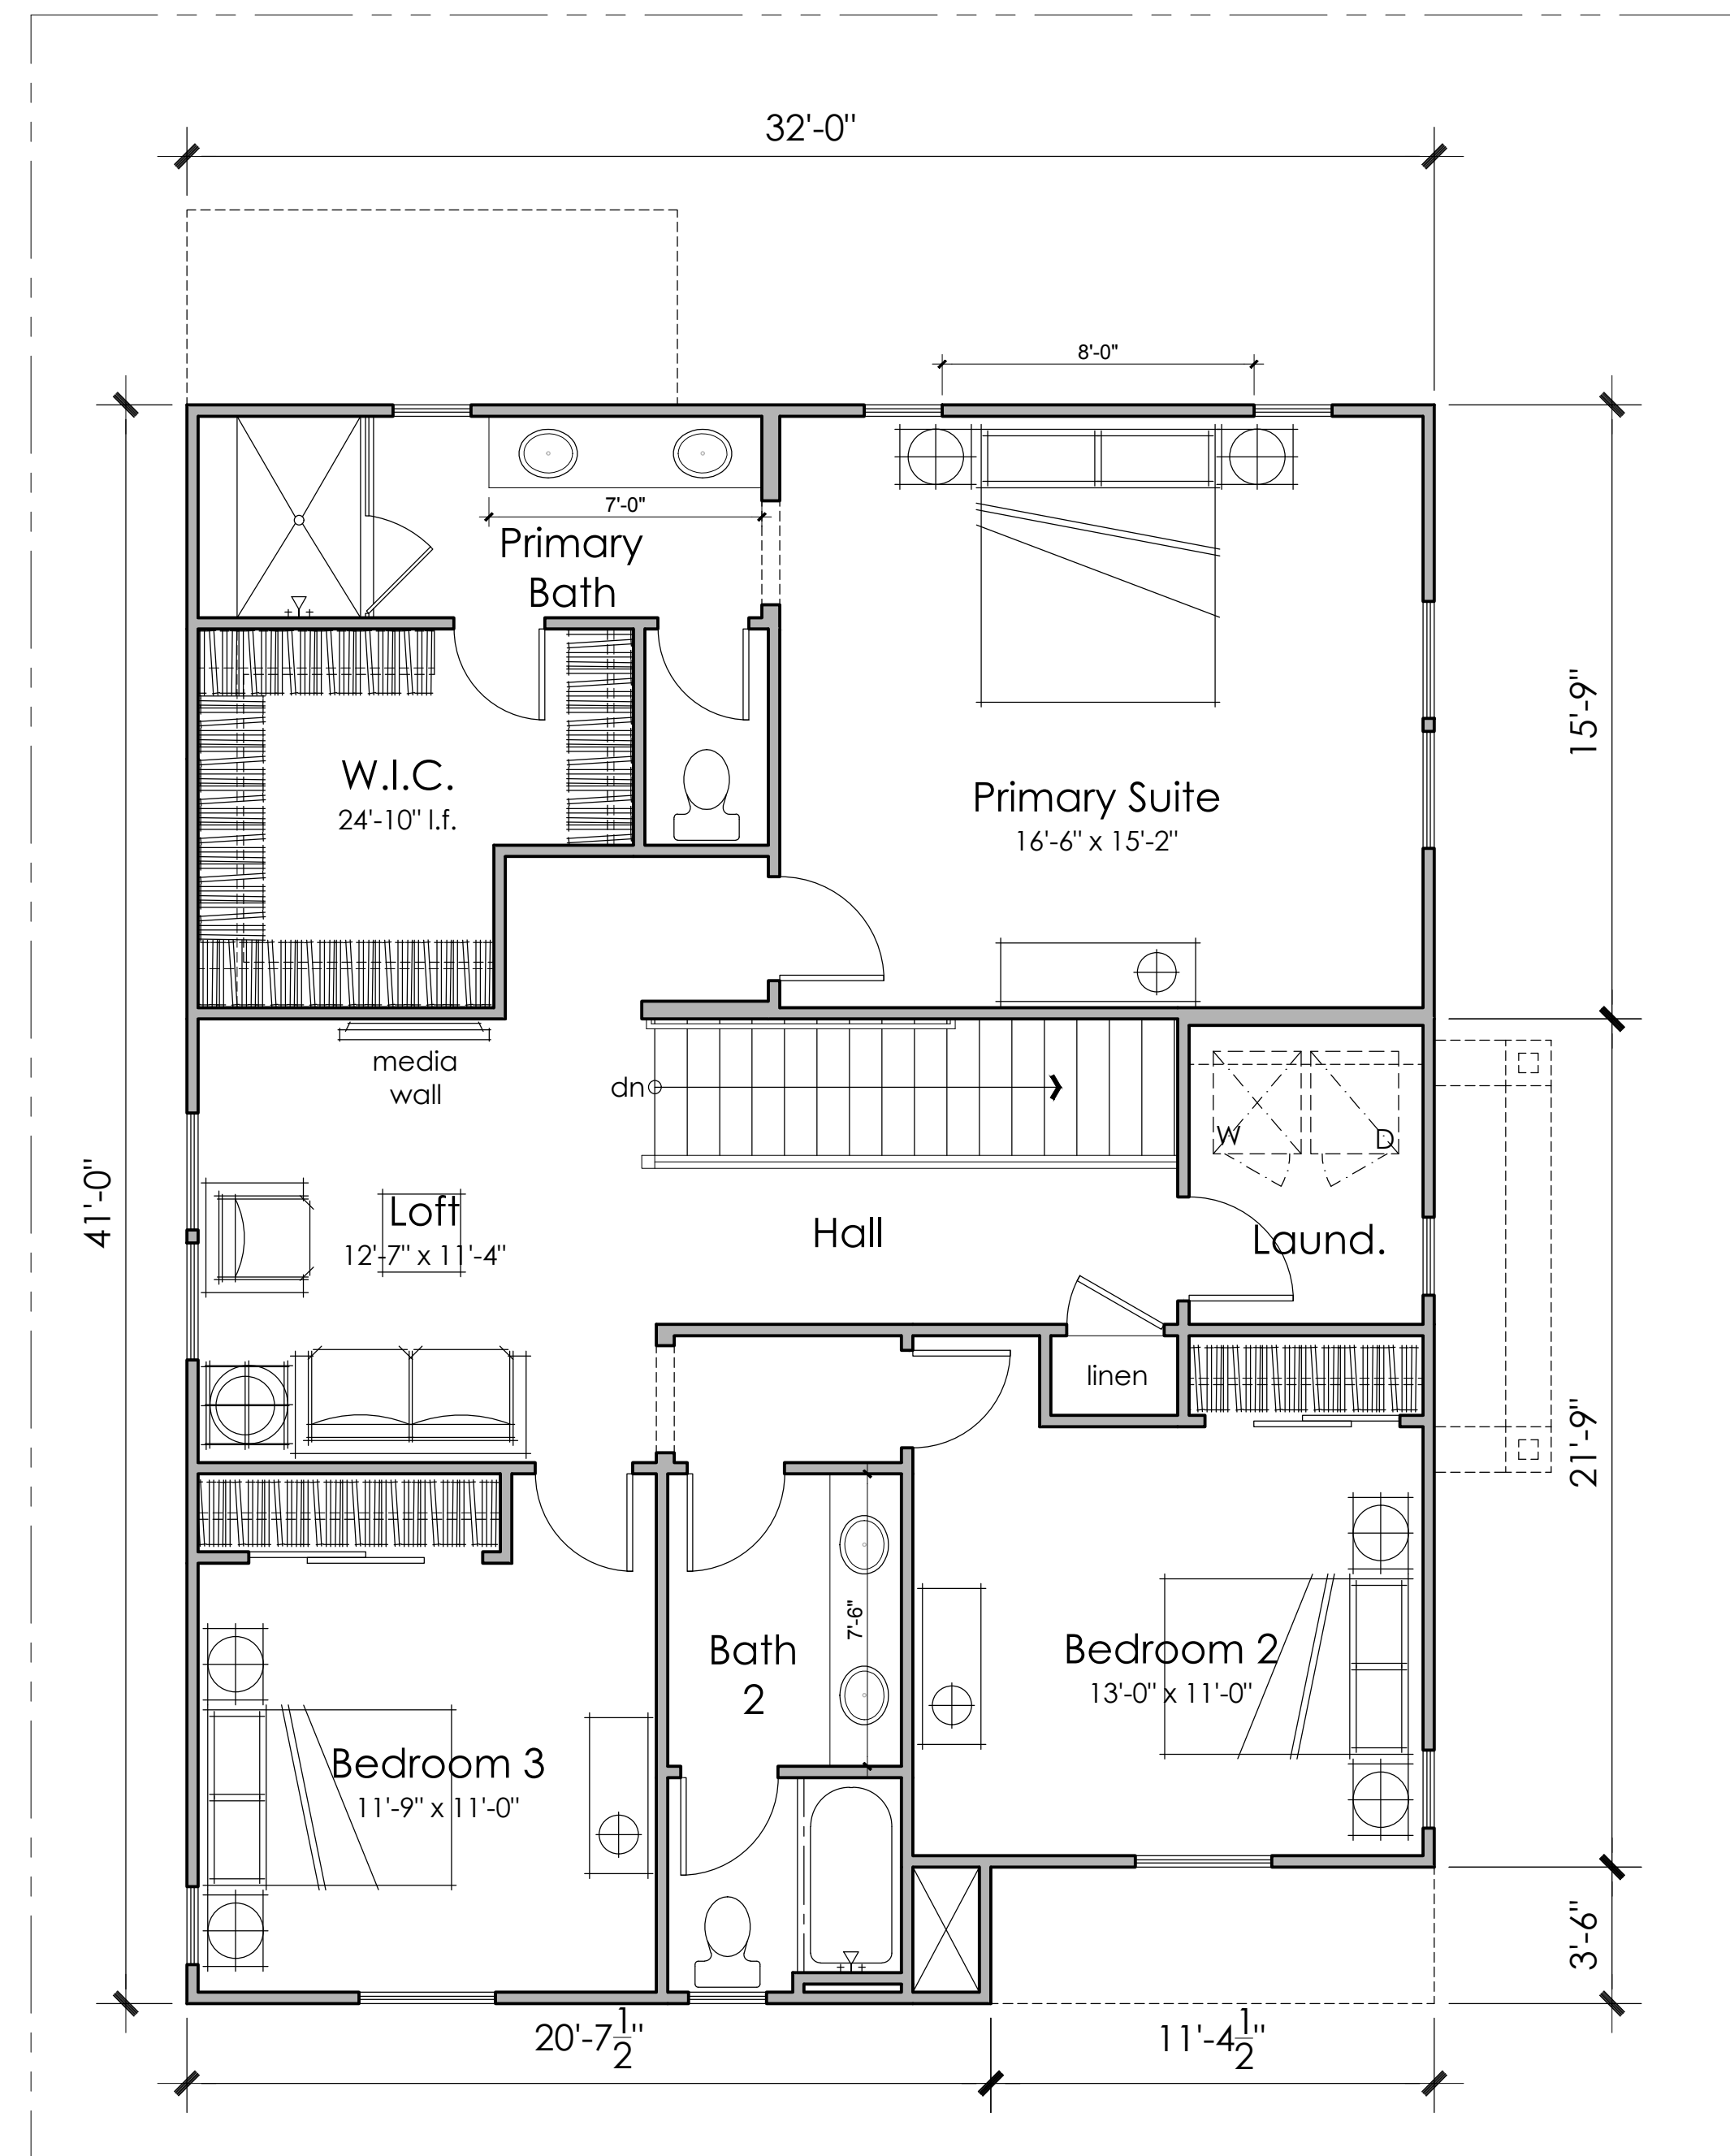 32'-0"
8'-0"
7'-0"
Primary
Bath
W.I.C.
24'-10" l.f.
Primary Suite
16'-6" x 15'-2"
15'-9"
media
wall
dn
W
D
41'-0"
Loft
12'-7" x 11'-4"
Hall
Laund.
linen
21'-9"
7'-6"
Bath
2
Bedroom 2
13'-0" x 11'-0"
Bedroom 3
11'-9" x 11'-0"
3'-6"
20'-7 1/2"
11'-4 1/2"